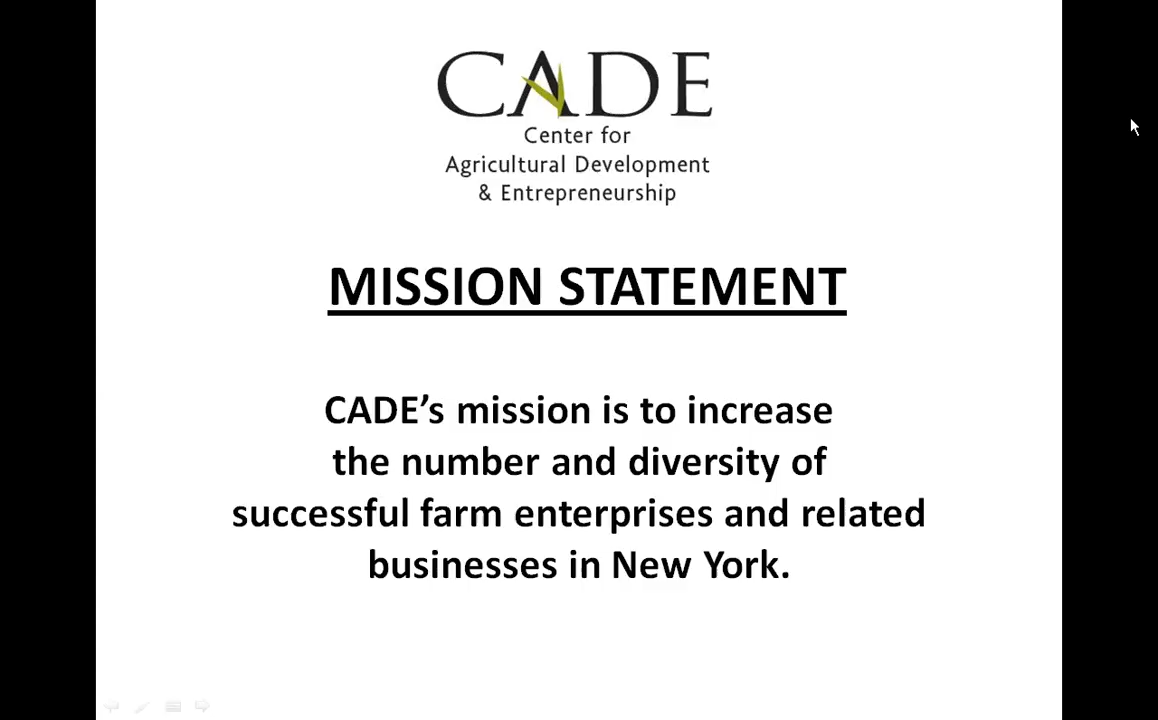 CADE
Center for
Agricultural Development
& Entrepreneurship
MISSION STATEMENT
CADE’s mission is to increase
the number and diversity of
successful farm enterprises and related
businesses in New York.